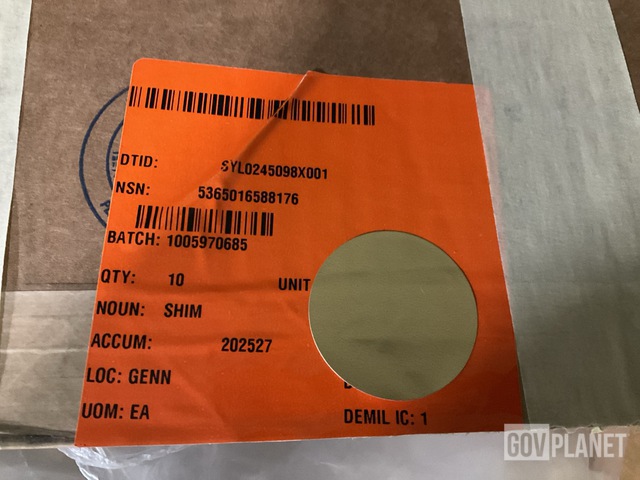 DTID: SYL0245098X001
NSN: 5365016588176
BATCH: 1005970685
QTY: 10 UNIT
NOUN: SHIM
ACCUM: 202527
LOC: GENN
UOM: EA DEMIL IC: 1
GOVPLANET